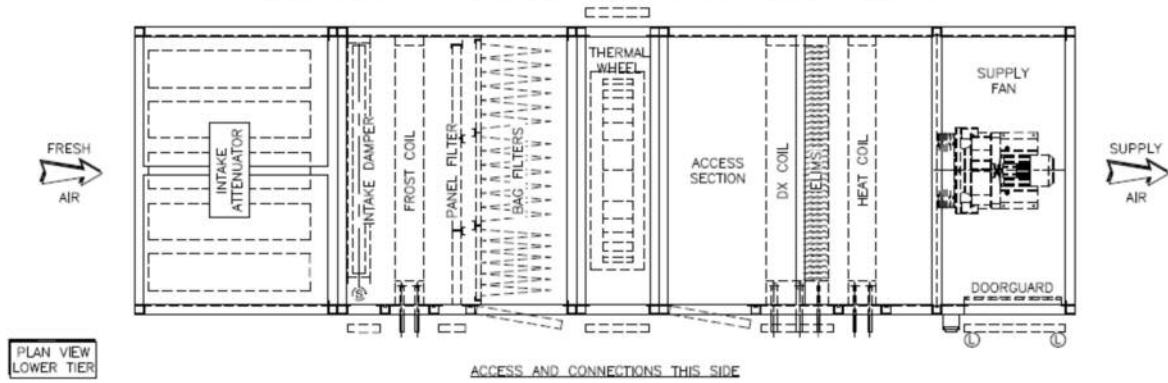 FRESH
AIR
INTAKE
ATTENUATOR
INTAKE DAMPER
FROST COIL
PANEL FILTER
BAG FILTERS
THERMAL
WHEEL
ACCESS
SECTION
DX COIL
ELIMS
HEAT COIL
SUPPLY
FAN
SUPPLY
AIR
DOORGUARD
S
L
L
PLAN VIEW
LOWER TIER
ACCESS AND CONNECTIONS THIS SIDE